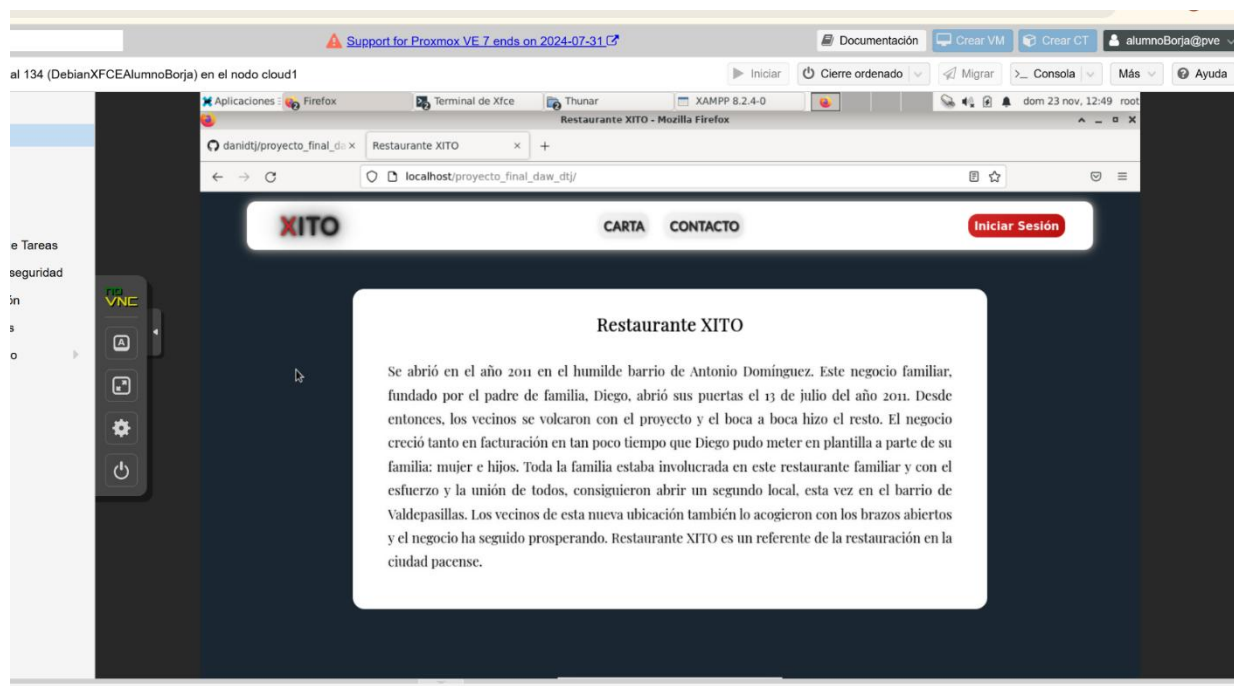 Support for Proxmox VE 7 ends on 2024-07-31
Documentación
Crear VM
Crear CT
alumnoBorja@pve
al 134 (DebianXFCEAlumnoBorja) en el nodo cloud1
Iniciar
Cierre ordenado
Migrar
>_ Consola
Más
Ayuda
Aplicaciones
Firefox
Terminal de Xfce
Thunar
XAMPP 8.2.4-0
dom 23 nov, 12:49 root
Restaurante XITO - Mozilla Firefox
danidtj/proyecto_final_da
Restaurante XITO
localhost/proyecto_final_daw_dtj/
XITO
CARTA
CONTACTO
Iniciar Sesión
e Tareas
seguridad
ón
s
o
no
VNC
A
Restaurante XITO
Se abrió en el año 2011 en el humilde barrio de Antonio Domínguez. Este negocio familiar,
fundado por el padre de familia, Diego, abrió sus puertas el 13 de julio del año 2011. Desde
entonces, los vecinos se volcaron con el proyecto y el boca a boca hizo el resto. El negocio
creció tanto en facturación en tan poco tiempo que Diego pudo meter en plantilla a parte de su
familia: mujer e hijos. Toda la familia estaba involucrada en este restaurante familiar y con el
esfuerzo y la unión de todos, consiguieron abrir un segundo local, esta vez en el barrio de
Valdepasillas. Los vecinos de esta nueva ubicación también lo acogieron con los brazos abiertos
y el negocio ha seguido prosperando. Restaurante XITO es un referente de la restauración en la
ciudad pacense.